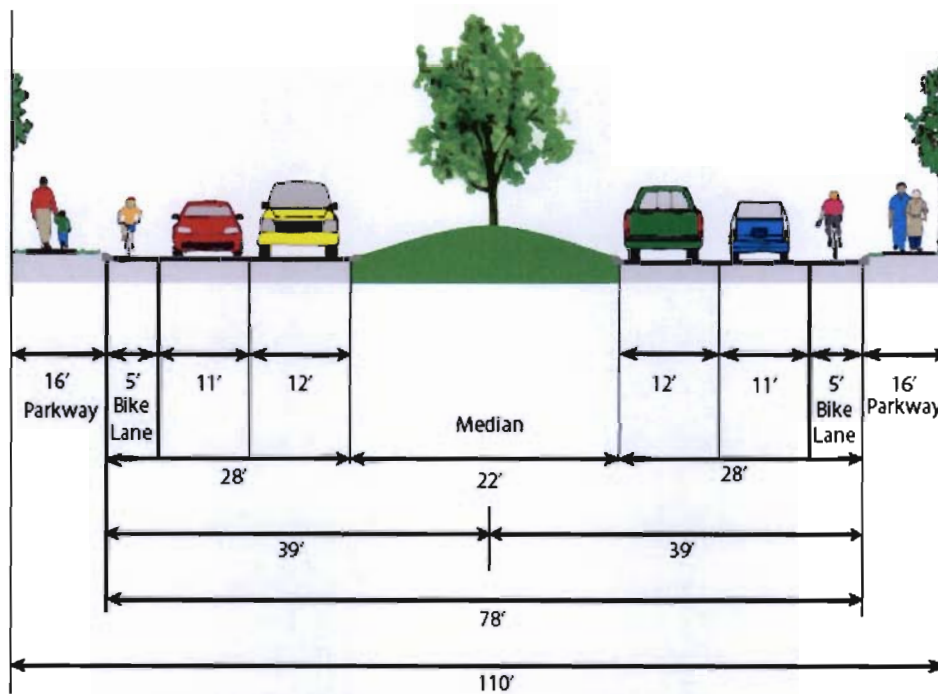 16' 5' 11' 12' 12' 11' 5' 16'
Parkway Bike Median Bike Parkway
Lane Lane
28' 22' 28'
39' 39'
78'
110'